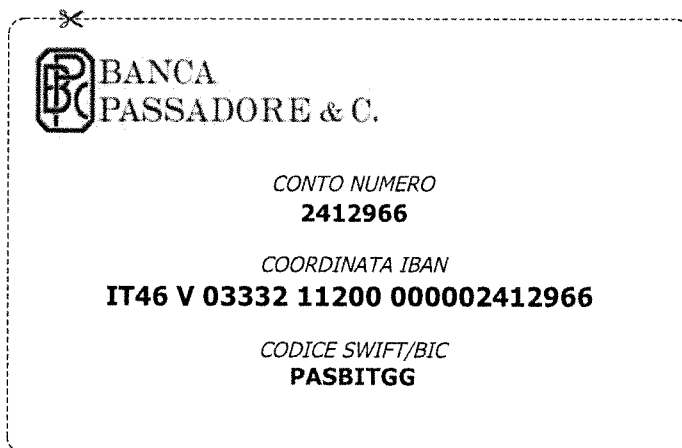 BANCA
PASSADORE & C.
CONTO NUMERO
2412966
COORDINATA IBAN
IT46 V 03332 11200 000002412966
CODICE SWIFT/BIC
PASBITGG